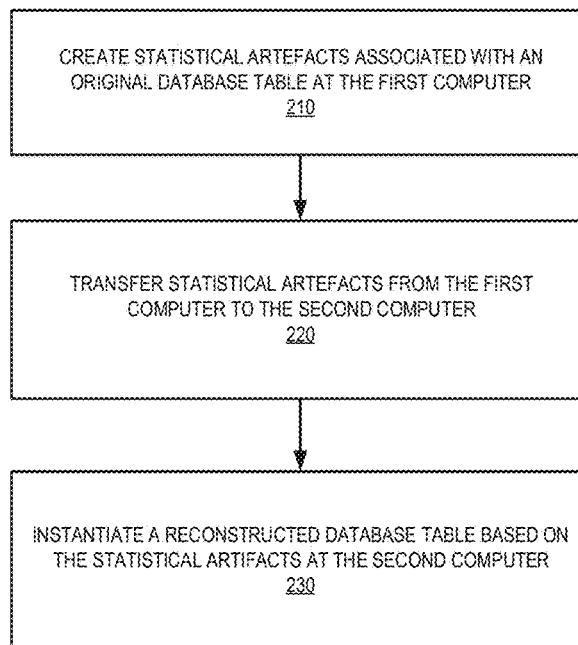 CREATE STATISTICAL ARTEFACTS ASSOCIATED WITH AN
ORIGINAL DATABASE TABLE AT THE FIRST COMPUTER
210
TRANSFER STATISTICAL ARTEFACTS FROM THE FIRST
COMPUTER TO THE SECOND COMPUTER
220
INSTANTIATE A RECONSTRUCTED DATABASE TABLE BASED ON
THE STATISTICAL ARTIFACTS AT THE SECOND COMPUTER
230